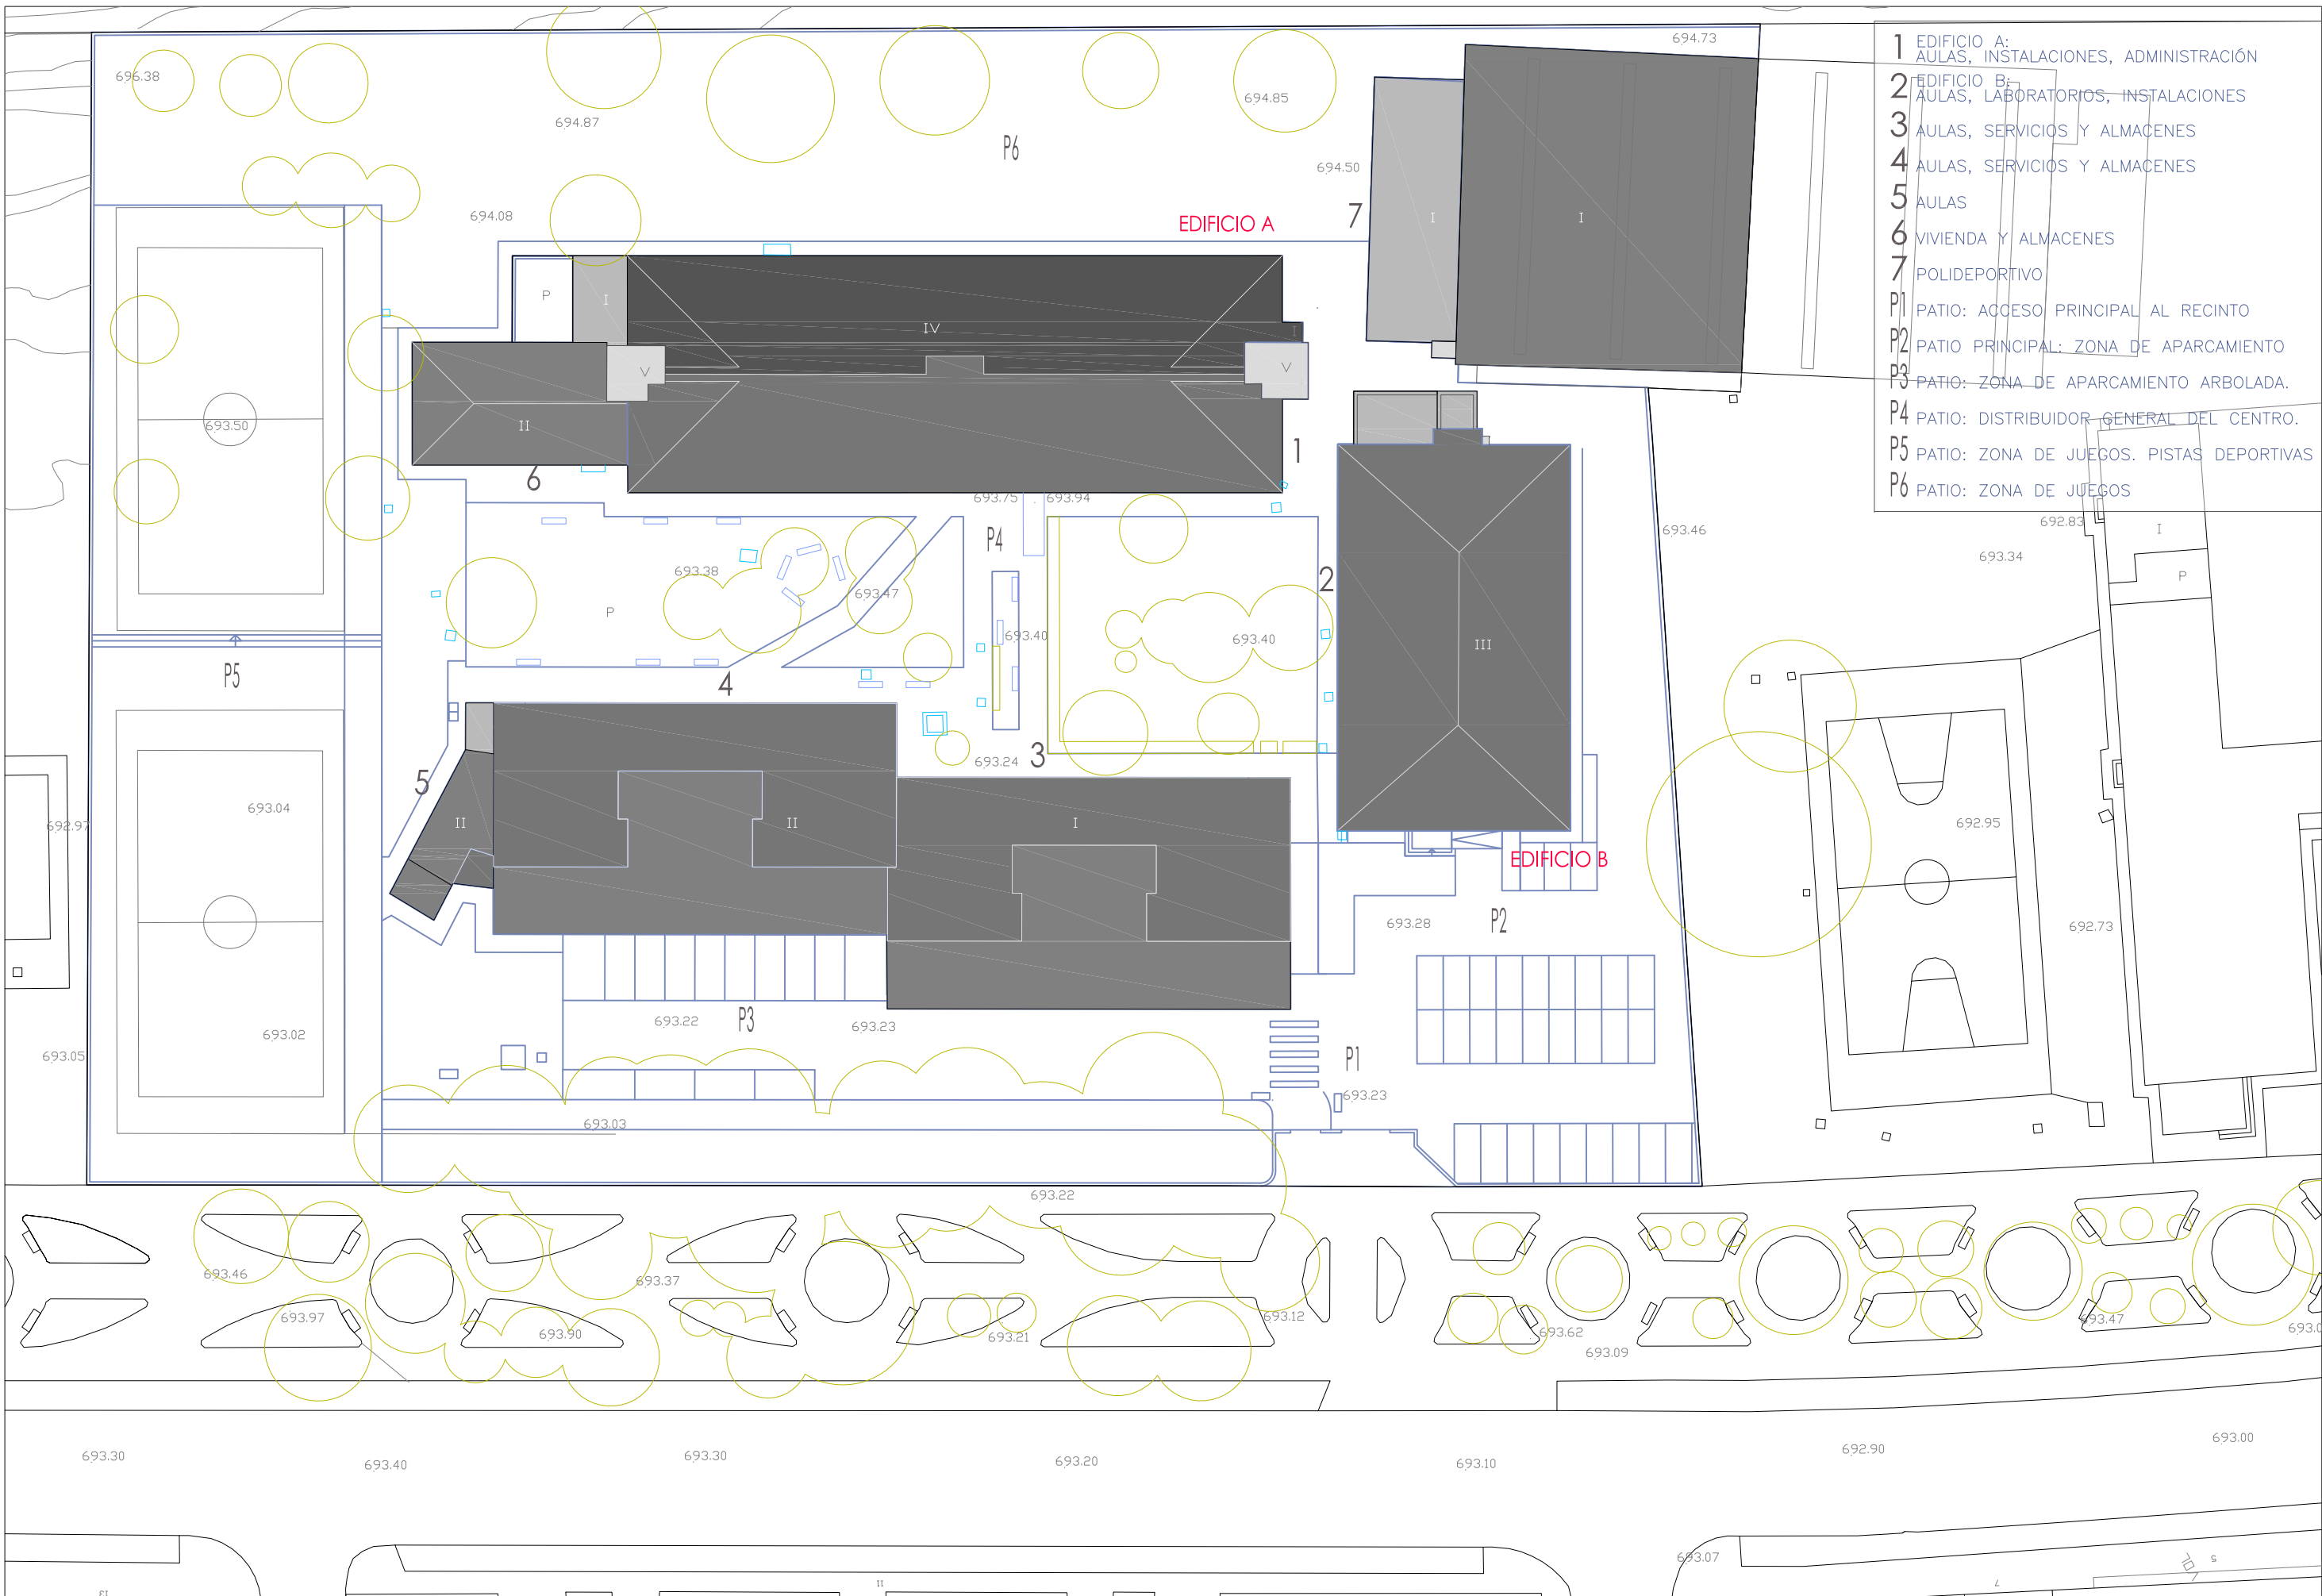 694.73
1 EDIFICIO A:
AULAS, INSTALACIONES, ADMINISTRACIÓN
2 EDIFICIO B:
AULAS, LABORATORIOS, INSTALACIONES
3 AULAS, SERVICIOS Y ALMACENES
4 AULAS, SERVICIOS Y ALMACENES
5 AULAS
6 VIVIENDA Y ALMACENES
7 POLIDEPORTIVO
P1 PATIO: ACCESO PRINCIPAL AL RECINTO
P2 PATIO PRINCIPAL: ZONA DE APARCAMIENTO
P3 PATIO: ZONA DE APARCAMIENTO ARBOLADA.
P4 PATIO: DISTRIBUIDOR GENERAL DEL CENTRO.
P5 PATIO: ZONA DE JUEGOS. PISTAS DEPORTIVAS
P6 PATIO: ZONA DE JUEGOS
696.38
694.85
694.87
P6
694.50
694.08
EDIFICIO A
7
I
I
P
I
IV
I
V
V
693.50
II
1
6
693.75
693.94
693.46
692.83
I
P4
693.34
693.38
2
P
693.47
P
693.40
693.40
III
P5
4
3
693.24
5
693.04
692.97
II
II
I
692.95
EDIFICIO B
693.28
P2
692.73
693.22
P3
693.23
693.02
693.05
P1
693.23
693.03
693.22
693.46
693.37
693.97
693.90
693.21
693.12
693.62
693.09
693.47
693.30
693.40
693.30
693.20
693.10
692.90
693.00
693.07
5
13
11
7